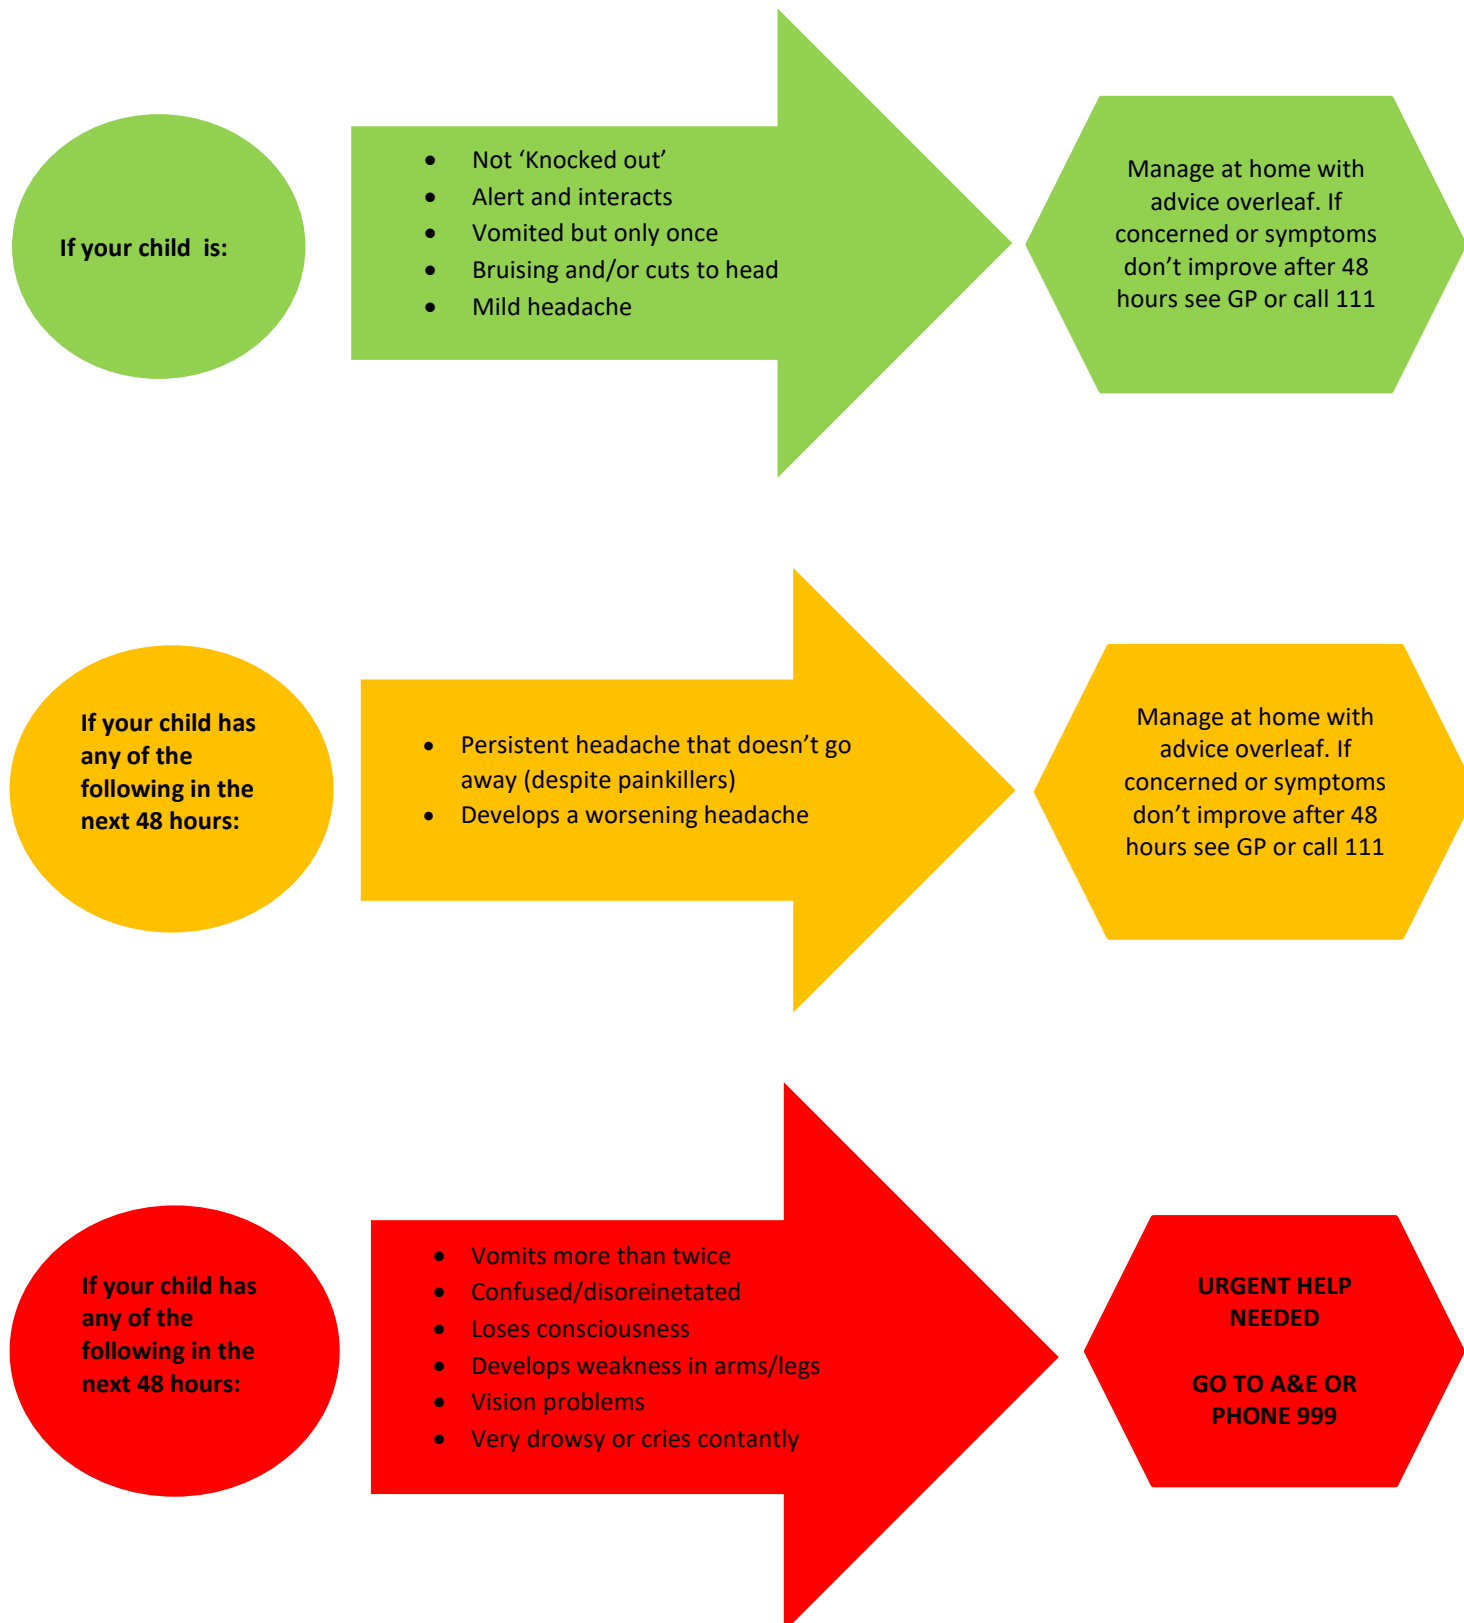 If your child  is:
• Not ‘Knocked out’
• Alert and interacts
• Vomited but only once
• Bruising and/or cuts to head
• Mild headache
Manage at home with
advice overleaf. If
concerned or symptoms
don’t improve after 48
hours see GP or call 111
If your child has
any of the
following in the
next 48 hours:
• Persistent headache that doesn’t go
away (despite painkillers)
• Develops a worsening headache
Manage at home with
advice overleaf. If
concerned or symptoms
don’t improve after 48
hours see GP or call 111
If your child has
any of the
following in the
next 48 hours:
• Vomits more than twice
• Confused/disoreinetated
• Loses consciousness
• Develops weakness in arms/legs
• Vision problems
• Very drowsy or cries contantly
URGENT HELP
NEEDED
GO TO A&E OR
PHONE 999